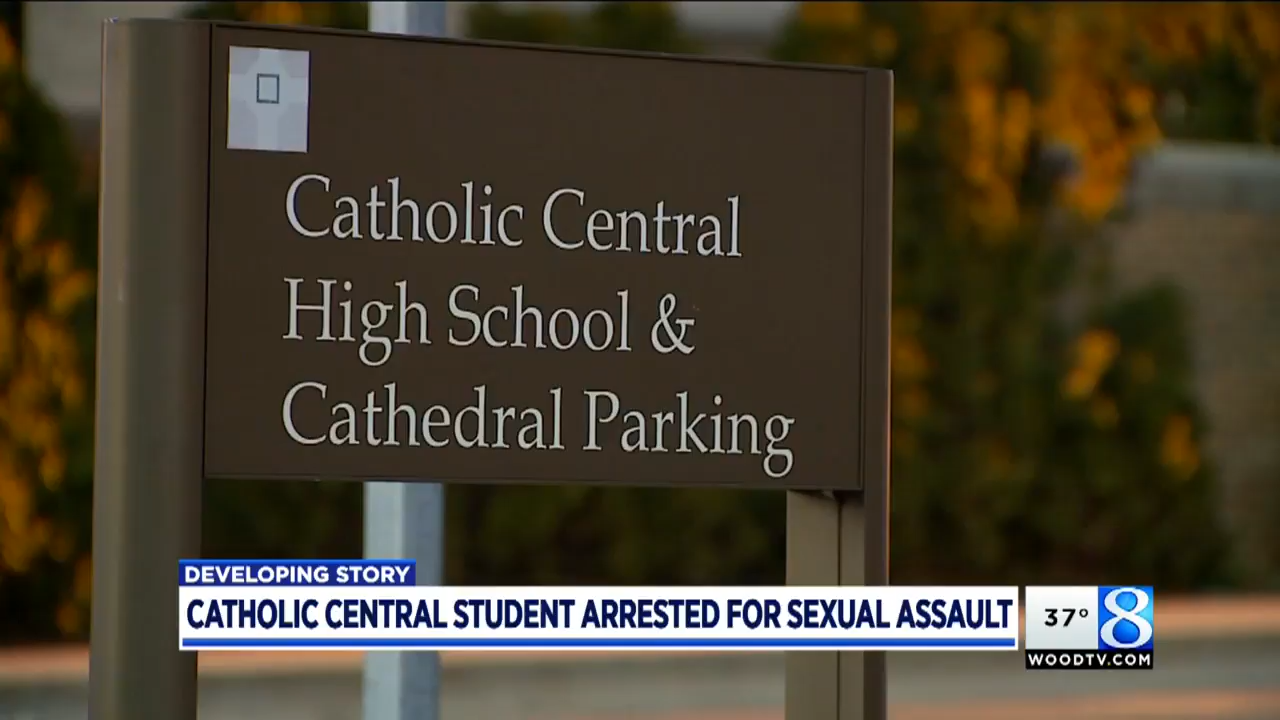 Catholic Central
High School &
Cathedral Parking
DEVELOPING STORY
CATHOLIC CENTRAL STUDENT ARRESTED FOR SEXUAL ASSAULT
37° 8
WOODTV.COM